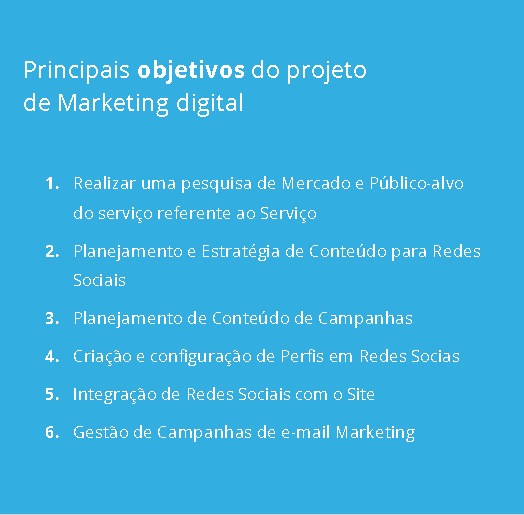 Principais objetivos do projeto
de Marketing digital
1. Realizar uma pesquisa de Mercado e Público-alvo
do serviço referente ao Serviço
2. Planejamento e Estratégia de Conteúdo para Redes
Sociais
3. Planejamento de Conteúdo de Campanhas
4. Criação e configuração de Perfis em Redes Socias
5. Integração de Redes Sociais com o Site
6. Gestão de Campanhas de e-mail Marketing